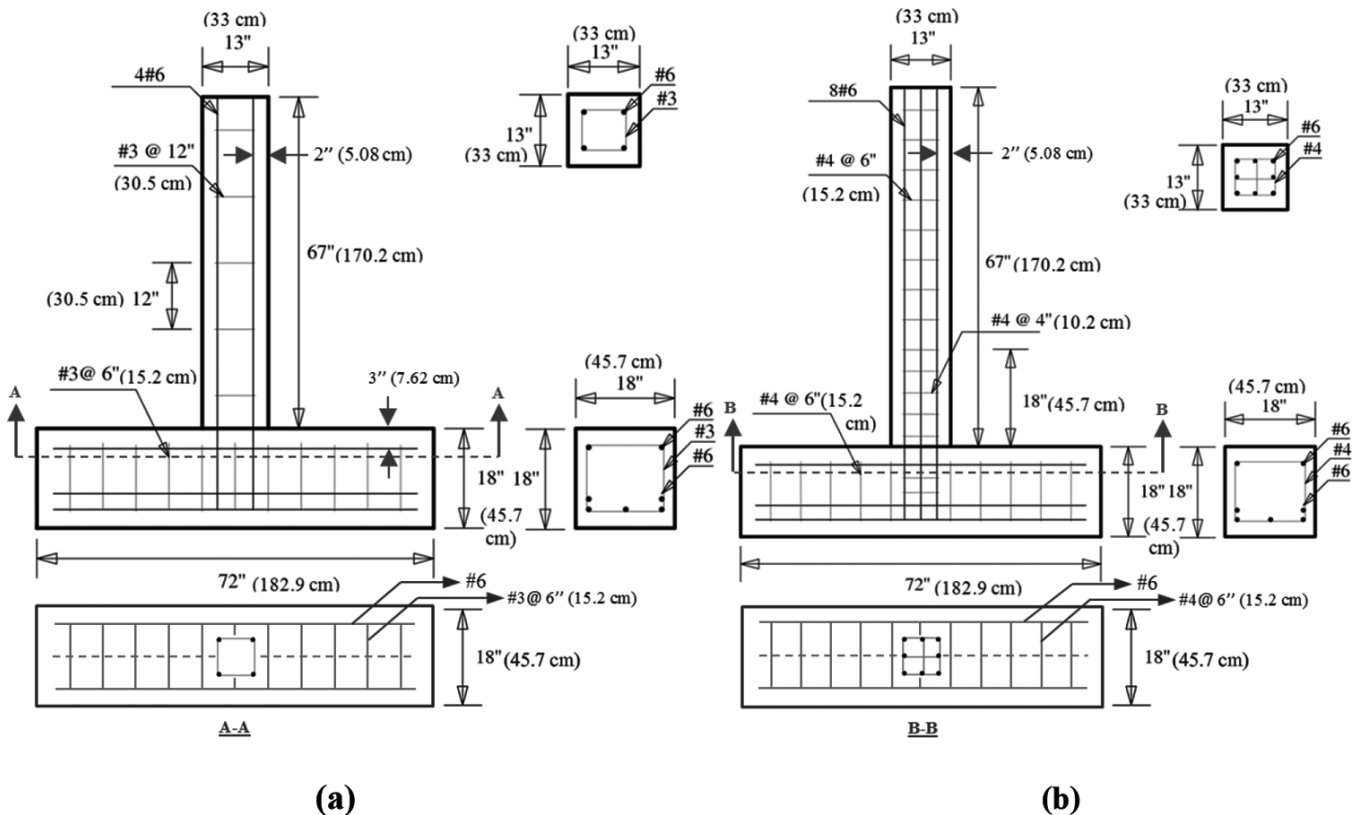 (33 cm)
13"
4#6
#3 @ 12"
(30.5 cm)
2’’ (5.08 cm)
67" (170.2 cm)
(30.5 cm) 12"
#3@ 6"(15.2 cm)
3’’ (7.62 cm)
A
A
18"
(45.7 cm)
72" (182.9 cm)
(33 cm)
13"
#6
#3
13"
(33 cm)
(45.7 cm)
18"
#6
#3
#6
18"
#6
#3@ 6’’ (15.2 cm)
18" (45.7 cm)
A-A
(a)
(33 cm)
13"
8#6
#4 @ 6"
(15.2 cm)
2’’ (5.08 cm)
67" (170.2 cm)
#4 @ 4" (10.2 cm)
#4 @ 6"(15.2
cm)
18" (45.7 cm)
B
B
18"
(45.7
cm)
72" (182.9 cm)
(33 cm)
13"
#6
#4
13"
(33 cm)
(45.7 cm)
18"
#6
#4
#6
18"
#6
#4@ 6’’ (15.2 cm)
18" (45.7 cm)
B-B
(b)